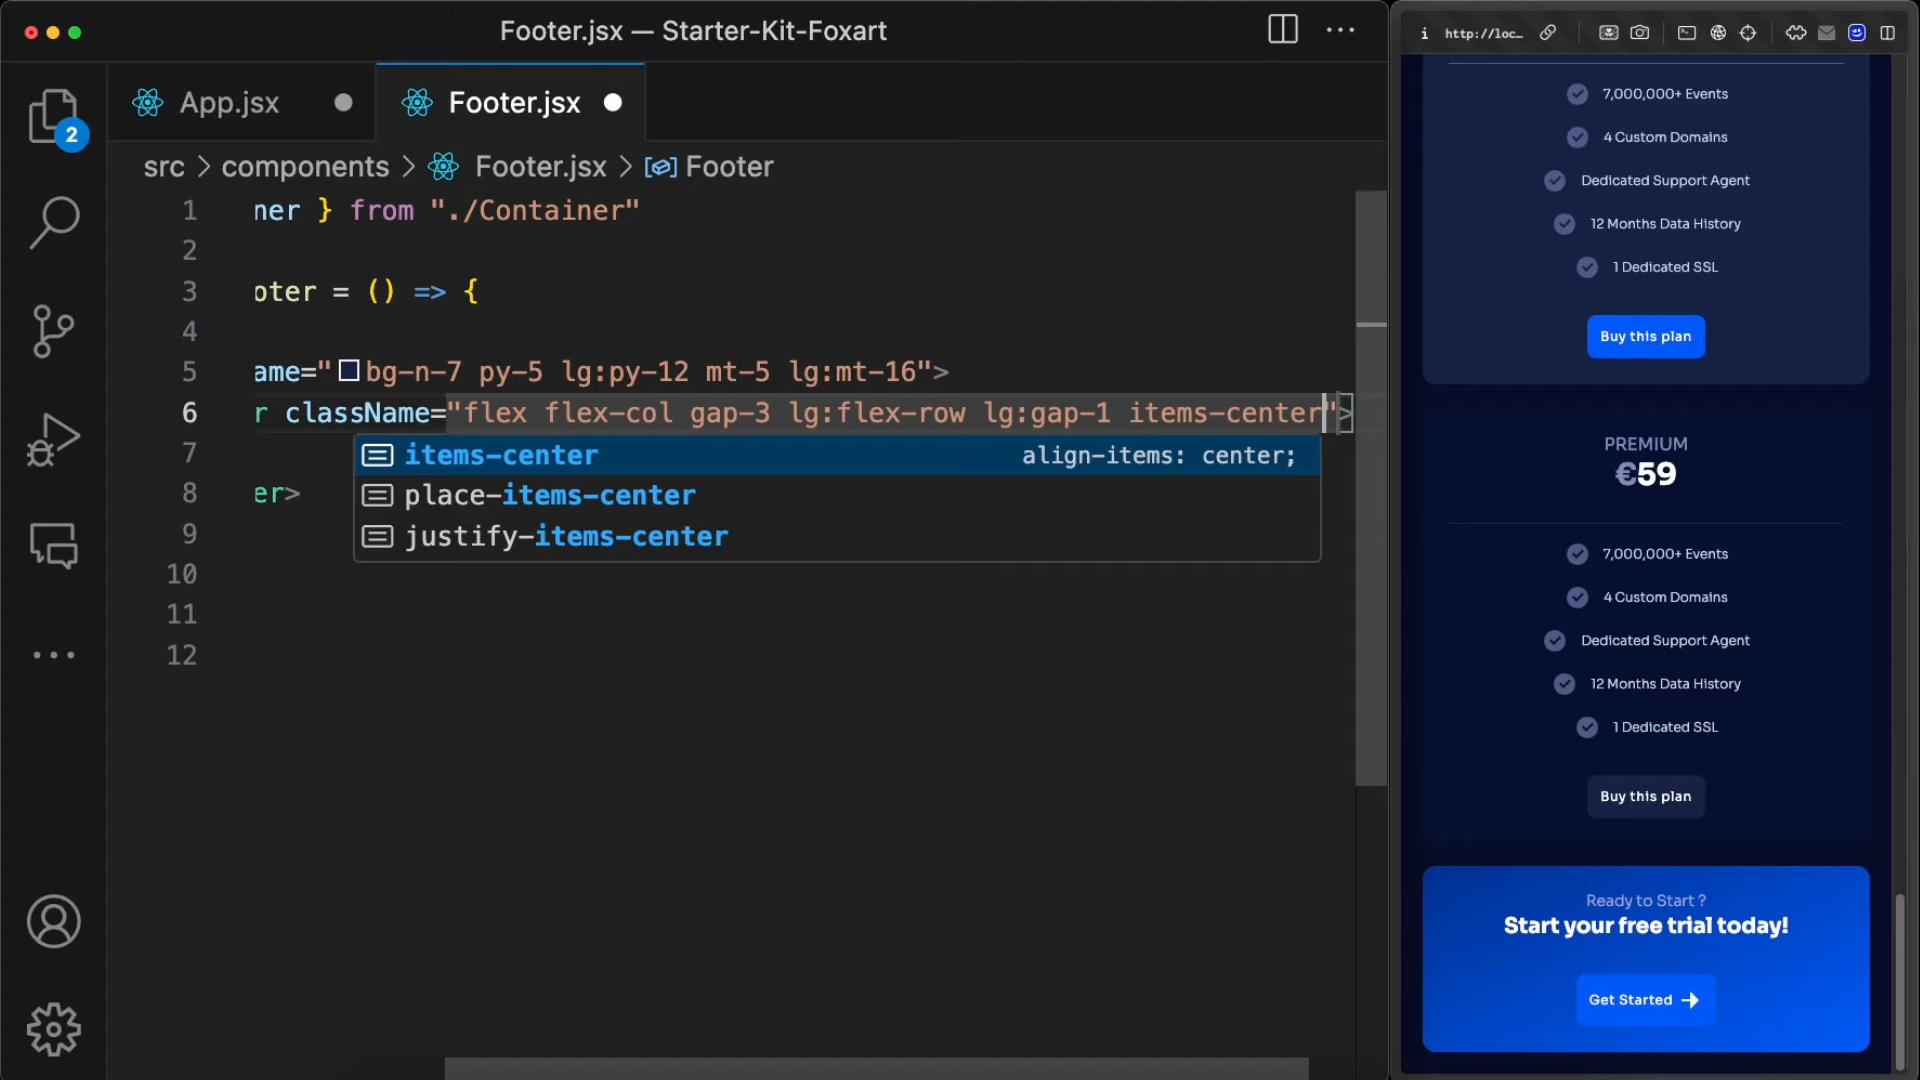 Footer.jsx — Starter-Kit-Foxart
App.jsx
Footer.jsx
2
src > components > Footer.jsx > Footer
1 ner } from "./Container"
2
3 oter = () => {
4
5 ame="bg-n-7 py-5 lg:py-12 mt-5 lg:mt-16">
6 r className="flex flex-col gap-3 lg:flex-row lg:gap-1 items-center">
7
items-center align-items: center;
place-items-center
justify-items-center
8 er>
9
10
11
12
http://loc…
7,000,000+ Events
4 Custom Domains
Dedicated Support Agent
12 Months Data History
1 Dedicated SSL
Buy this plan
PREMIUM
€59
7,000,000+ Events
4 Custom Domains
Dedicated Support Agent
12 Months Data History
1 Dedicated SSL
Buy this plan
Ready to Start ?
Start your free trial today!
Get Started